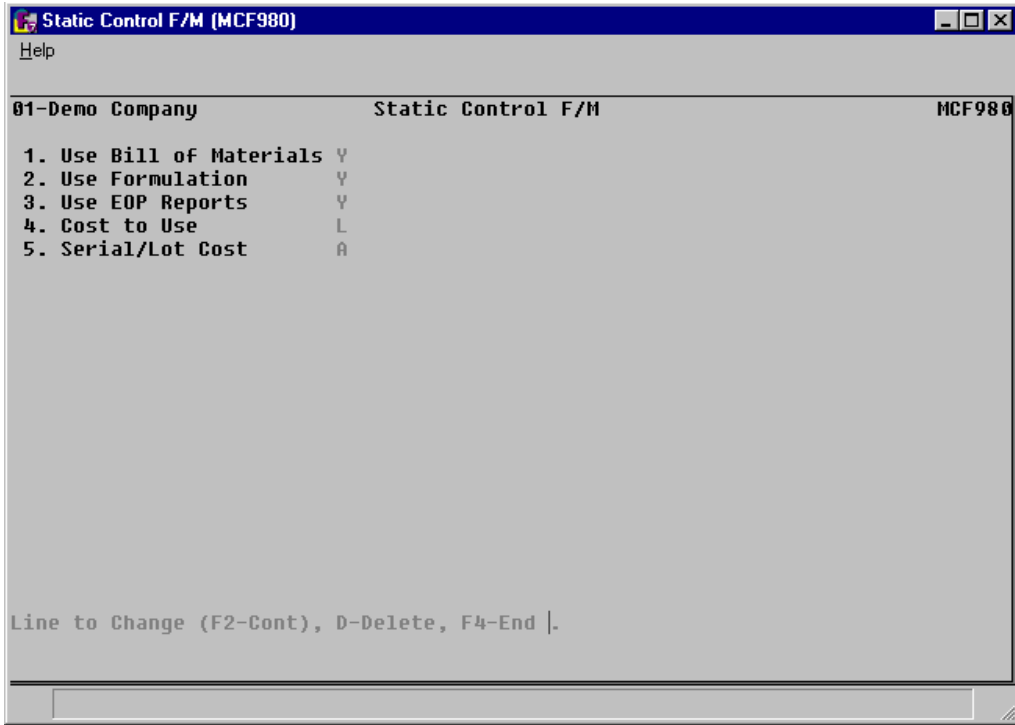 Static Control F/M (MCF980)
Help
01-Demo Company Static Control F/M MCF980
1. Use Bill of Materials Y
2. Use Formulation Y
3. Use EOP Reports Y
4. Cost to Use L
5. Serial/Lot Cost A
Line to Change (F2-Cont), D-Delete, F4-End .